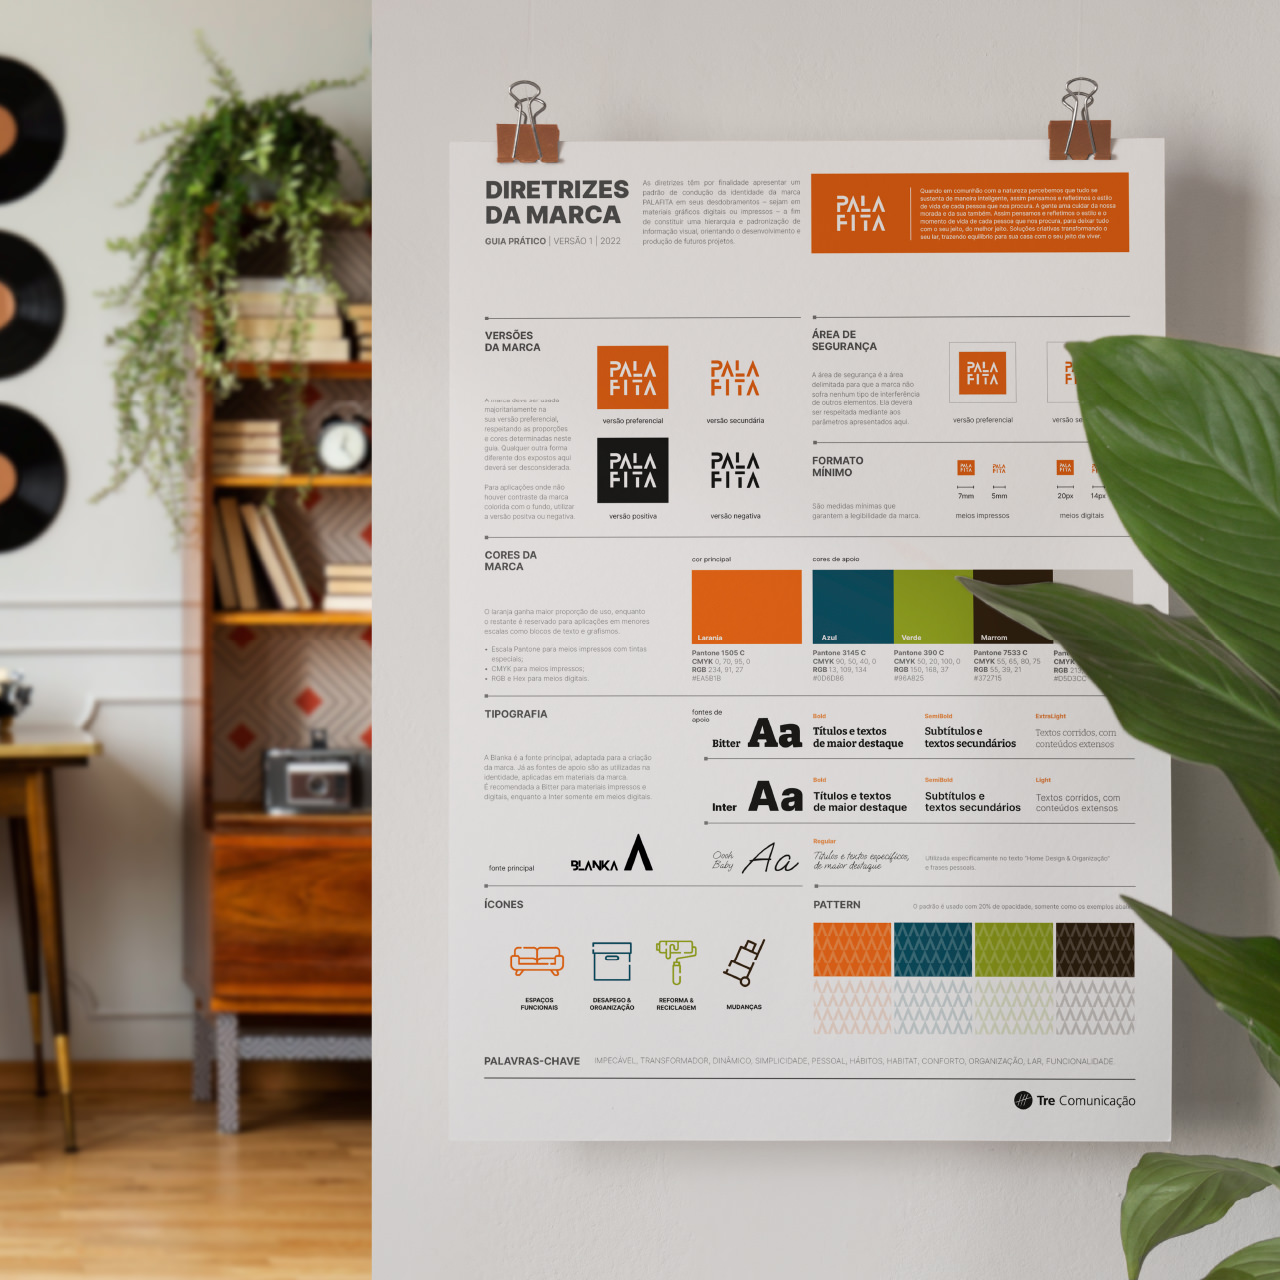 DIRETRIZES
DA MARCA
GUIA PRÁTICO | VERSÃO 1 | 2022
As diretrizes têm por finalidade apresentar um
padrão de condução da identidade da marca
PALAFITA em seus desdobramentos – sejam em
materiais gráficos digitais ou impressos – a fim
de constituir uma hierarquia e padronização de
informação visual, orientando o desenvolvimento e
produção de futuros projetos.
PALA
FITA
Quando em comunhão com a natureza percebemos que tudo se
sustenta de maneira inteligente, assim pensamos e refletimos o estilo
de vida de cada pessoa que nos procura. A gente ama cuidar da nossa
morada e da sua também. Assim pensamos e refletimos o estilo e o
momento de vida de cada pessoa que nos procura, para deixar tudo
com o seu jeito, do melhor jeito. Soluções criativas transformando o
seu lar, trazendo equilíbrio para sua casa com o seu jeito de viver.
VERSÕES
DA MARCA
A marca deve ser usada
majoritariamente na
sua versão preferencial,
respeitando as proporções
e cores determinadas neste
guia. Qualquer outra forma
diferente dos expostos aqui
deverá ser desconsiderada.
Para aplicações onde não
houver contraste da marca
colorida com o fundo, utilizar
a versão positva ou negativa.
PALA
FITA
versão preferencial
PALA
FITA
versão secundária
PALA
FITA
versão positiva
PALA
FITA
versão negativa
ÁREA DE
SEGURANÇA
A área de segurança é a área
delimitada para que a marca não
sofra nenhum tipo de interferência
de outros elementos. Ela deverá
ser respeitada mediante aos
parâmetros apresentados aqui.
PALA
FITA
versão preferencial
versão se
FORMATO
MÍNIMO
São medidas mínimas que
garantem a legibilidade da marca.
PALA
FITA
PALA
FITA
PALA
FITA
7mm
5mm
20px
14px
meios impressos
meios digitais
CORES DA
MARCA
O laranja ganha maior proporção de uso, enquanto
o restante é reservado para aplicações em menores
escalas como blocos de texto e grafismos.
• Escala Pantone para meios impressos com tintas
especiais;
• CMYK para meios impressos;
• RGB e Hex para meios digitais.
cor principal
Laranja
Pantone 1505 C
CMYK 0, 70, 95, 0
RGB 234, 91, 27
#EA5B1B
cores de apoio
Azul
Pantone 3145 C
CMYK 90, 50, 40, 0
RGB 13, 109, 134
#0D6D86
Verde
Pantone 390 C
CMYK 50, 20, 100, 0
RGB 150, 168, 37
#96A825
Marrom
Pantone 7533 C
CMYK 55, 65, 80, 75
RGB 55, 39, 21
#372715
Pant
CMYK
RGB 213
#D5D3CC
TIPOGRAFIA
A Blanka é a fonte principal, adaptada para a criação
da marca. Já as fontes de apoio são as utilizadas na
identidade, aplicadas em materiais da marca.
É recomendada a Bitter para materiais impressos e
digitais, enquanto a Inter somente em meios digitais.
fonte principal
BLANKA
A
fontes de
apoio
Bitter
Aa
Bold
Títulos e textos
de maior destaque
SemiBold
Subtítulos e
textos secundários
ExtraLight
Textos corridos, com
conteúdos extensos
Inter
Aa
Bold
Títulos e textos
de maior destaque
SemiBold
Subtítulos e
textos secundários
Light
Textos corridos, com
conteúdos extensos
Oooh
Baby
Aa
Regular
Títulos e textos específicos,
de maior destaque
Utilizada especificamente no texto "Home Design & Organização"
e frases pessoais.
ÍCONES
ESPAÇOS
FUNCIONAIS
DESAPEGO &
ORGANIZAÇÃO
REFORMA &
RECICLAGEM
MUDANÇAS
PATTERN
O padrão é usado com 20% de opacidade, somente como os exemplos abai
PALAVRAS-CHAVE
IMPECÁVEL, TRANSFORMADOR, DINÂMICO, SIMPLICIDADE, PESSOAL, HÁBITOS, HABITAT, CONFORTO, ORGANIZAÇÃO, LAR, FUNCIONALIDADE.
Tre Comunicação